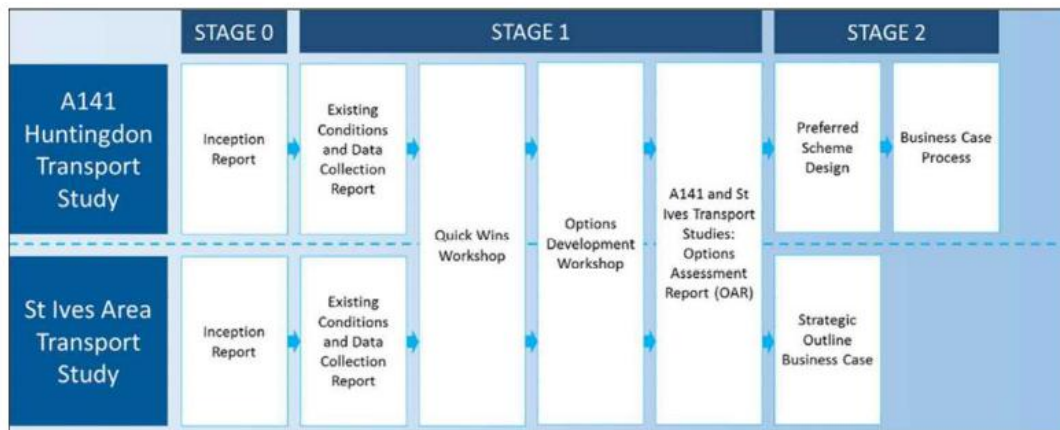 STAGE 0
STAGE 1
STAGE 2
A141
Huntingdon
Transport
Study
Inception
Report
Existing
Conditions
and Data
Collection
Report
Quick Wins
Workshop
Options
Development
Workshop
A141 and St
Ives Transport
Studies:
Options
Assessment
Report (OAR)
Preferred
Scheme
Design
Business Case
Process
St Ives Area
Transport
Study
Inception
Report
Existing
Conditions
and Data
Collection
Report
Strategic
Outline
Business Case